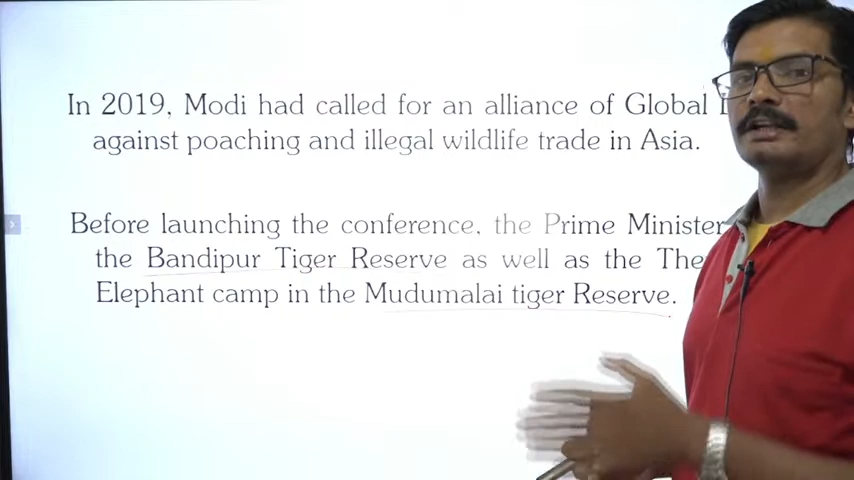 In 2019, Modi had called for an alliance of Global
against poaching and illegal wildlife trade in Asia.
Before launching the conference, the Prime Minister
the Bandipur Tiger Reserve as well as the
Elephant camp in the Mudumalai tiger Reserve.